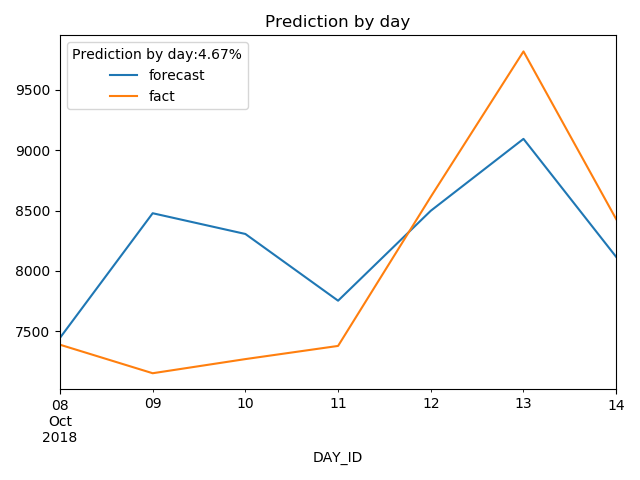 Prediction by day
Prediction by day:4.67%
forecast
fact
9500
9000
8500
8000
7500
08 09 10 11 12 13 14
Oct
2018
DAY_ID